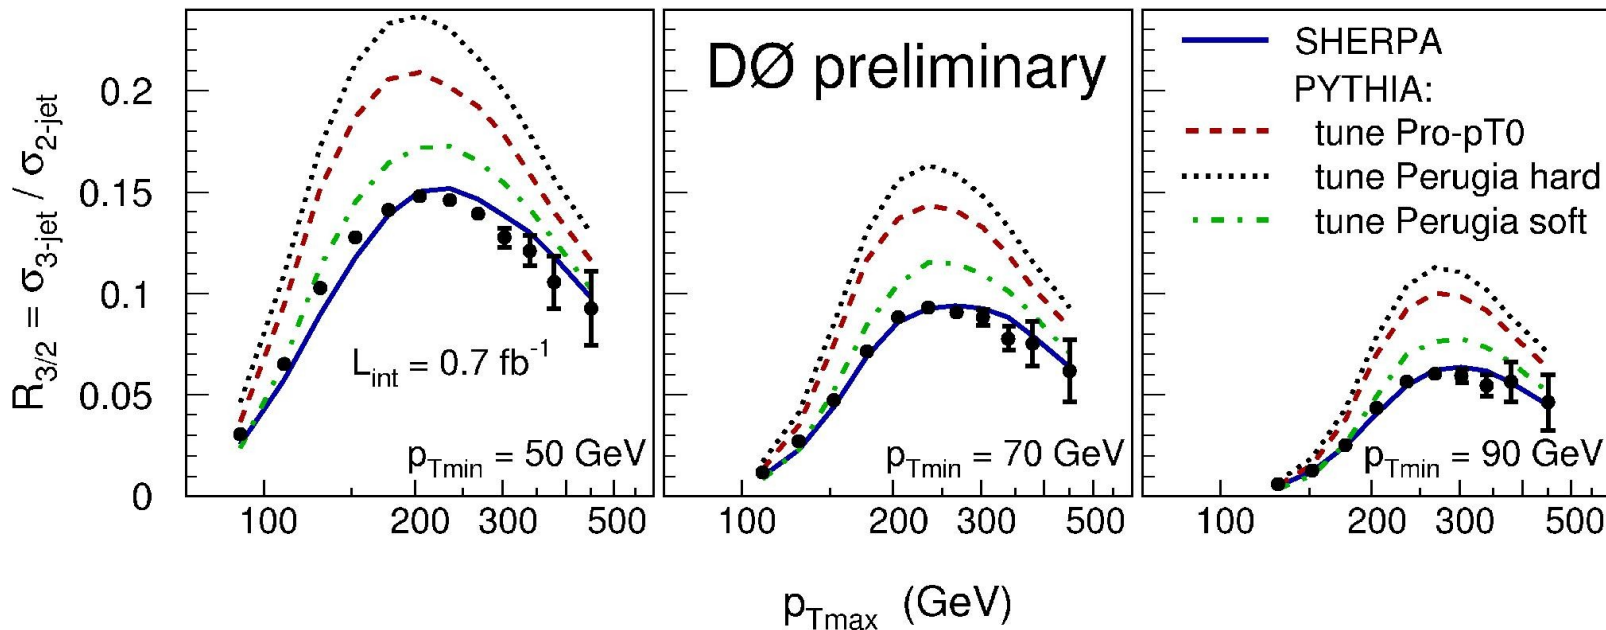 R3/2 = σ3-jet / σ2-jet
0.2
0.15
0.1
0.05
0
Lint = 0.7 fb-1
pTmin = 50 GeV
100 200 300 500
DØ preliminary
pTmin = 70 GeV
100 200 300 500
SHERPA
PYTHIA:
tune Pro-pT0
tune Perugia hard
tune Perugia soft
pTmin = 90 GeV
100 200 300 500
pTmax (GeV)